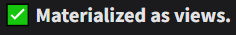 ✅ Materialized as views.